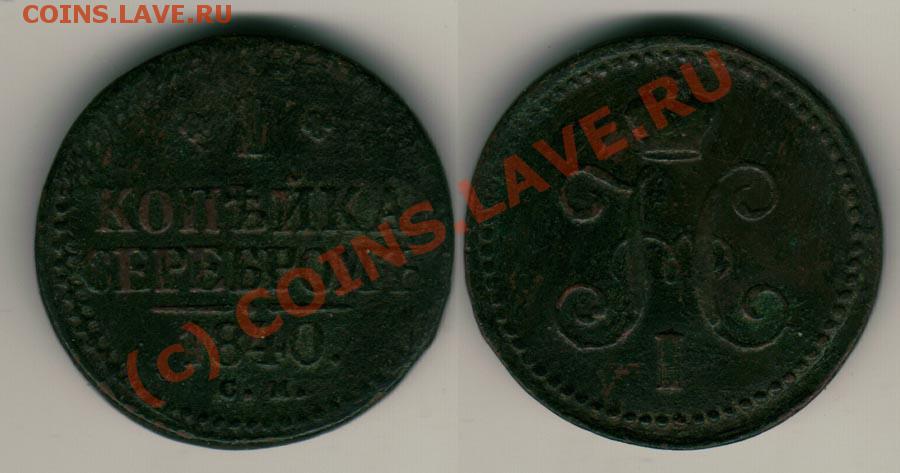 COINS.LAVE.RU
1
КОПѢЙКА
СЕРЕБРОМЪ
1840.
С. М.
I
(c) COINS.LAVE.RU